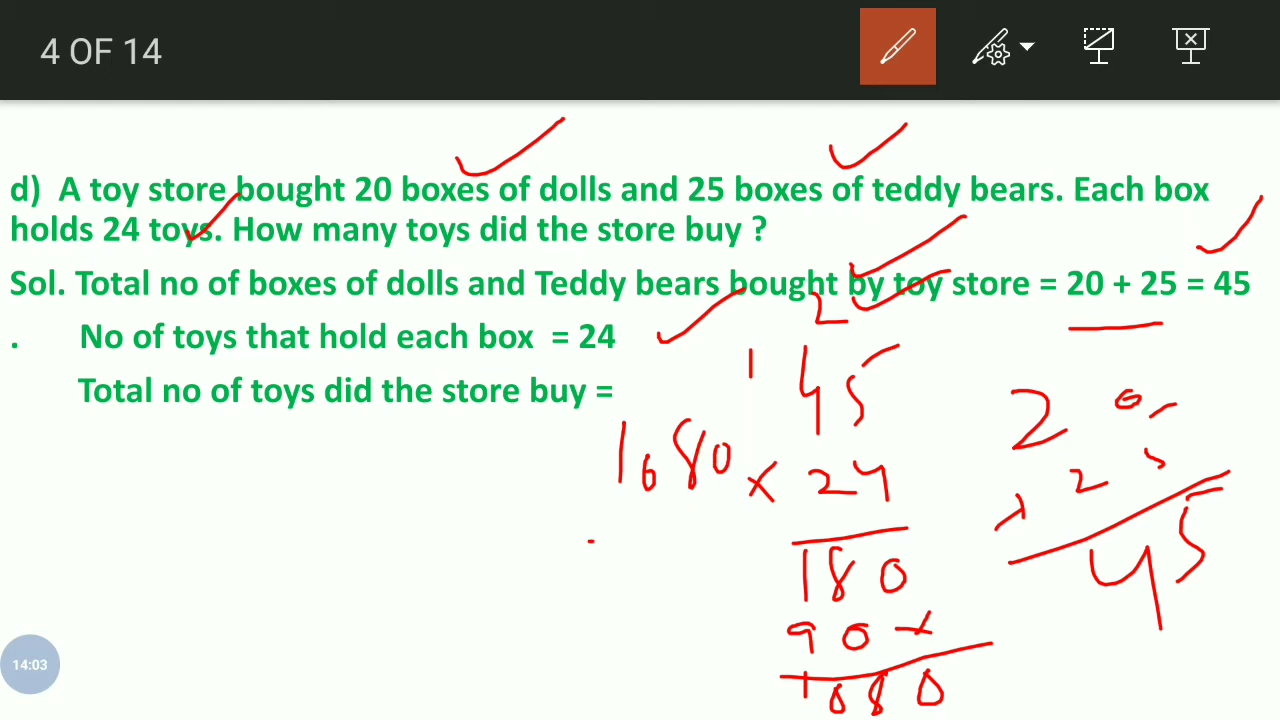 4 OF 14
d) A toy store bought 20 boxes of dolls and 25 boxes of teddy bears. Each box
holds 24 toys. How many toys did the store buy ?
Sol. Total no of boxes of dolls and Teddy bears bought by toy store = 20 + 25 = 45
. No of toys that hold each box = 24
Total no of toys did the store buy =
2
1
45
1680 × 24
180
90×
1080
20
+ 25
45
14:03